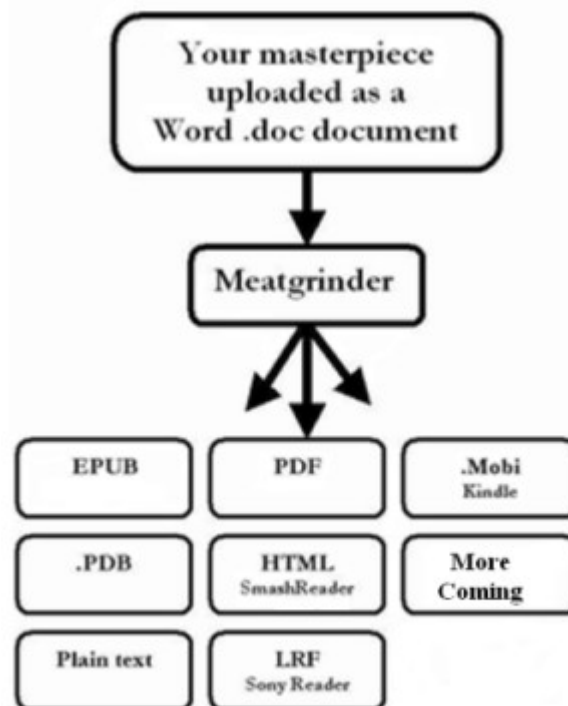 Your masterpiece
uploaded as a
Word .doc document
Meatgrinder
EPUB
PDF
.Mobi
Kindle
.PDB
HTML
SmashReader
More
Coming
Plain text
LRF
Sony Reader